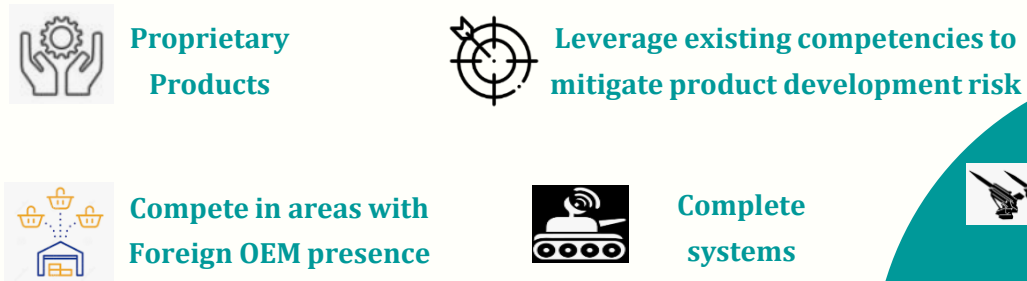 Proprietary
Products
Leverage existing competencies to
mitigate product development risk
Compete in areas with
Foreign OEM presence
Complete
systems